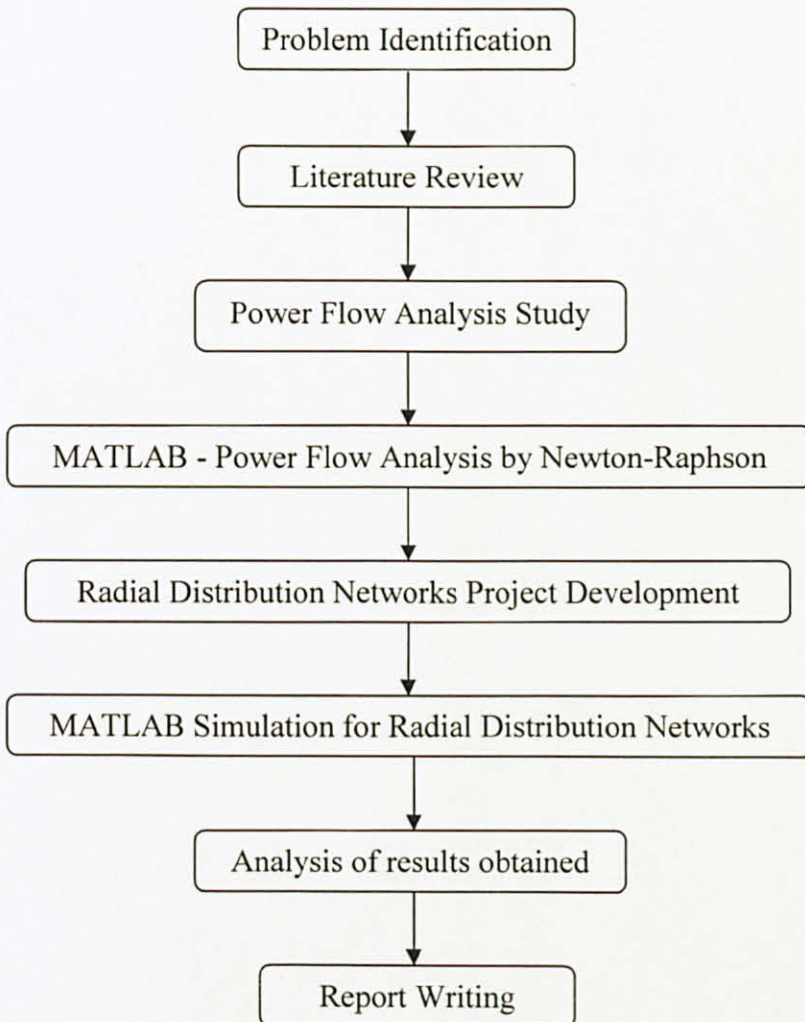 Problem Identification
Literature Review
Power Flow Analysis Study
MATLAB - Power Flow Analysis by Newton-Raphson
Radial Distribution Networks Project Development
MATLAB Simulation for Radial Distribution Networks
Analysis of results obtained
Report Writing